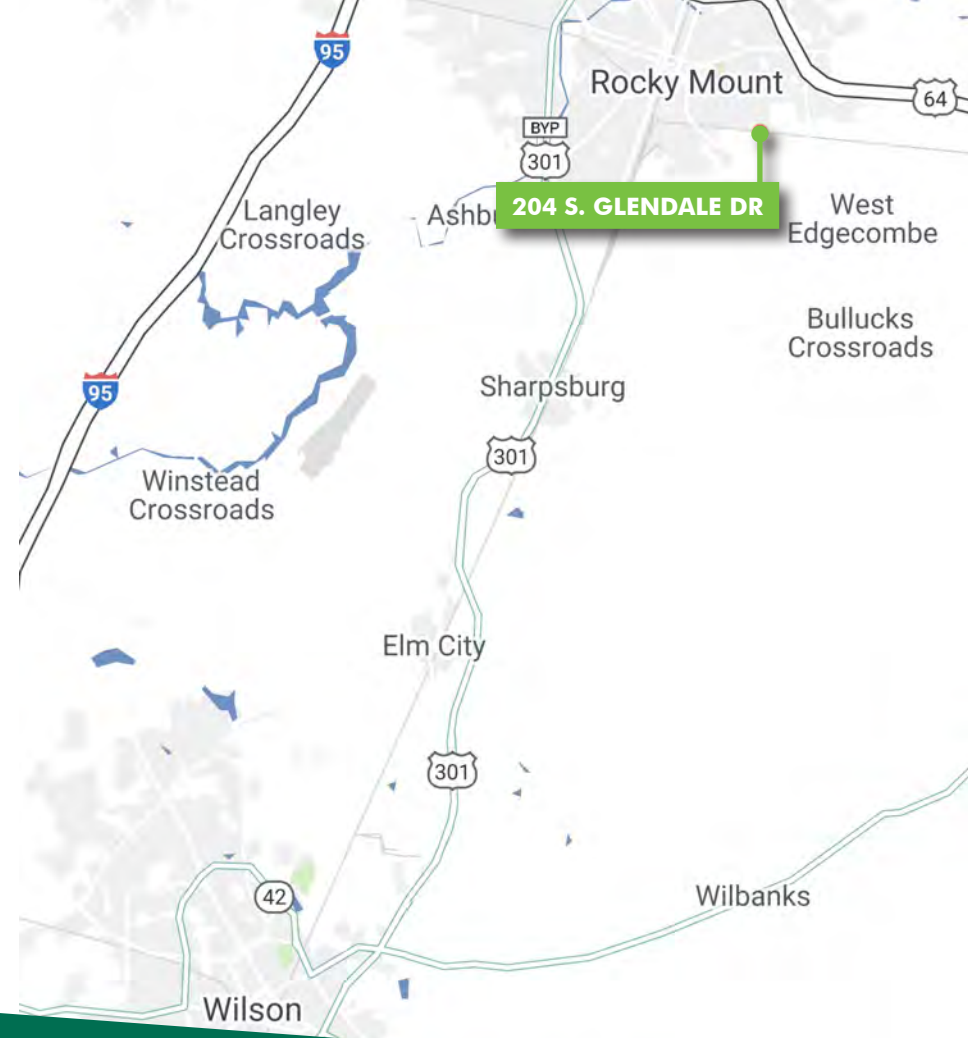 95
Rocky Mount
64
BYP
301
Langley
Crossroads
Ashbu
204 S. GLENDALE DR
West
Edgecombe
Bullucks
Crossroads
95
Sharpsburg
301
Winstead
Crossroads
Elm City
301
42
Wilbanks
Wilson